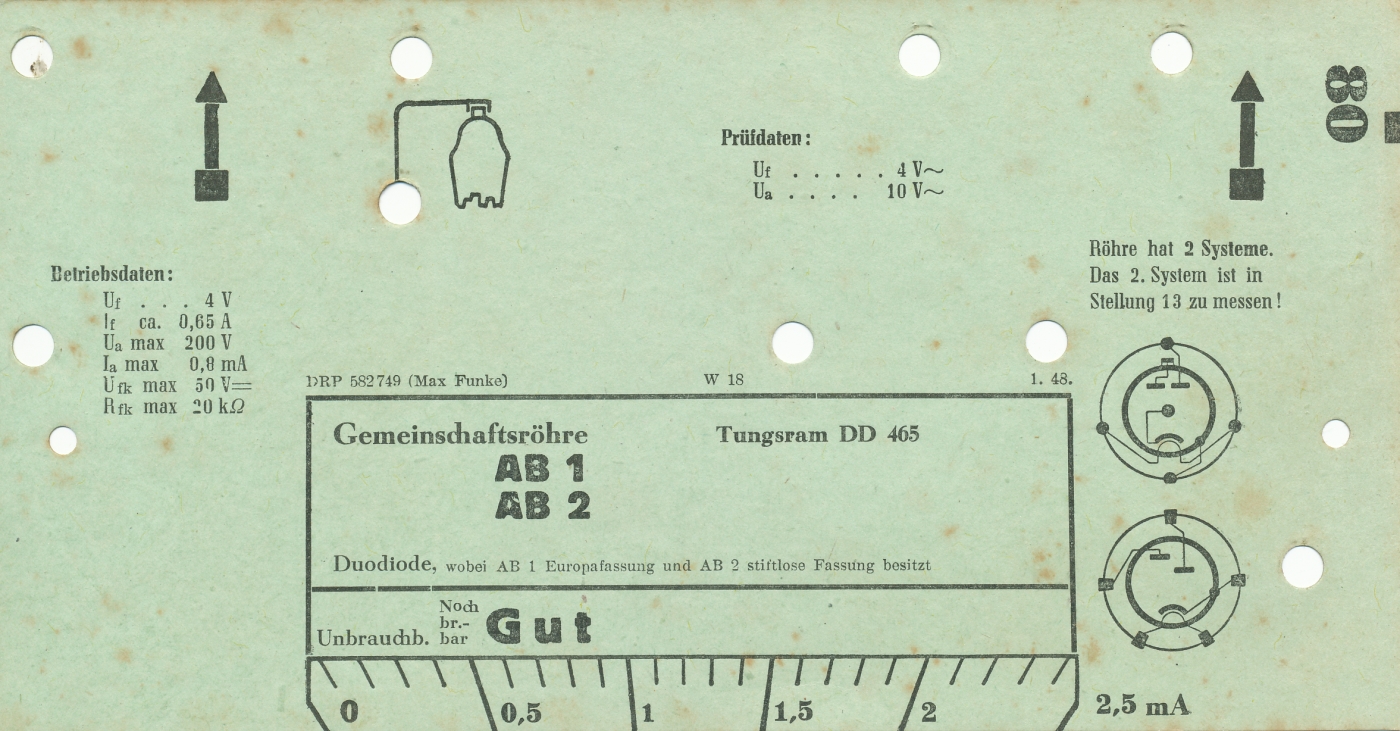 80
Prüfdaten:
Uf . . . . . 4 V~
Ua . . . . 10 V~
Röhre hat 2 Systeme.
Das 2. System ist in
Stellung 13 zu messen!
Betriebsdaten:
Uf . . . 4 V
If ca. 0,65 A
Ua max 200 V
Ia max 0,8 mA
Ufk max 50 V=
Rfk max 20 kΩ
DRP 582749 (Max Funke) W 18 1. 48.
Gemeinschaftsröhre Tungsram DD 465
AB 1
AB 2
Duodiode, wobei AB 1 Europafassung und AB 2 stiftlose Fassung besitzt
Unbrauchb. Noch br.-bar Gut
0 0,5 1 1,5 2 2,5 mA